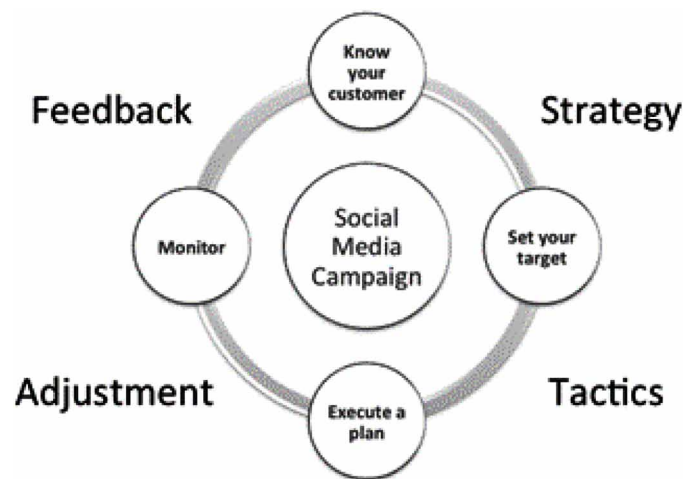 Know
your
customer
Feedback
Strategy
Monitor
Social
Media
Campaign
Set your
target
Adjustment
Tactics
Execute a
plan